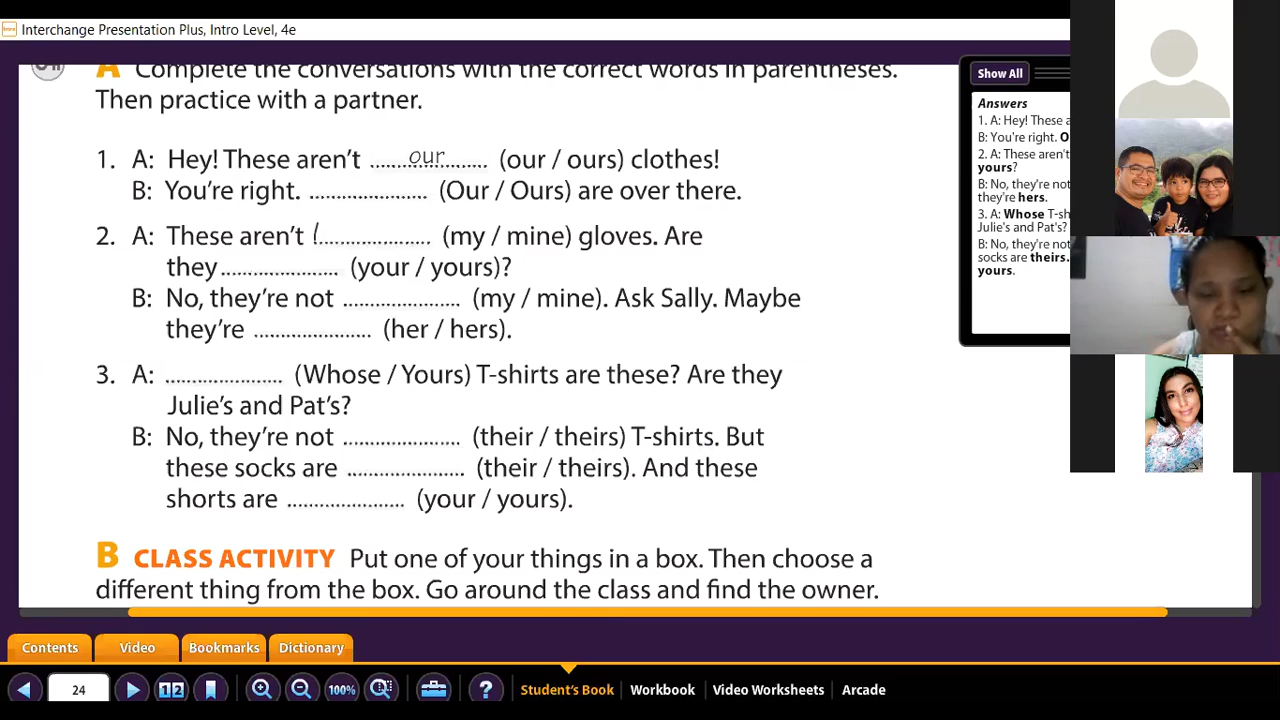 Interchange Presentation Plus, Intro Level, 4e
A Complete the conversations with the correct words in parentheses.
Then practice with a partner.
1. A: Hey! These aren't our (our / ours) clothes!
B: You're right. .................... (Our / Ours) are over there.
2. A: These aren't .................... (my / mine) gloves. Are
they .................... (your / yours)?
B: No, they're not .................... (my / mine). Ask Sally. Maybe
they're .................... (her / hers).
3. A: .................... (Whose / Yours) T-shirts are these? Are they
Julie's and Pat's?
B: No, they're not .................... (their / theirs) T-shirts. But
these socks are .................... (their / theirs). And these
shorts are .................... (your / yours).
B CLASS ACTIVITY Put one of your things in a box. Then choose a
different thing from the box. Go around the class and find the owner.
Show All
Answers
1. A: Hey! These a
B: You're right. O
2. A: These aren't
yours?
B: No, they're not
they're hers.
3. A: Whose T-sh
Julie's and Pat's?
B: No, they're not
socks are theirs.
yours.
Contents Video Bookmarks Dictionary
24 1 2 100% ? Student's Book Workbook Video Worksheets Arcade